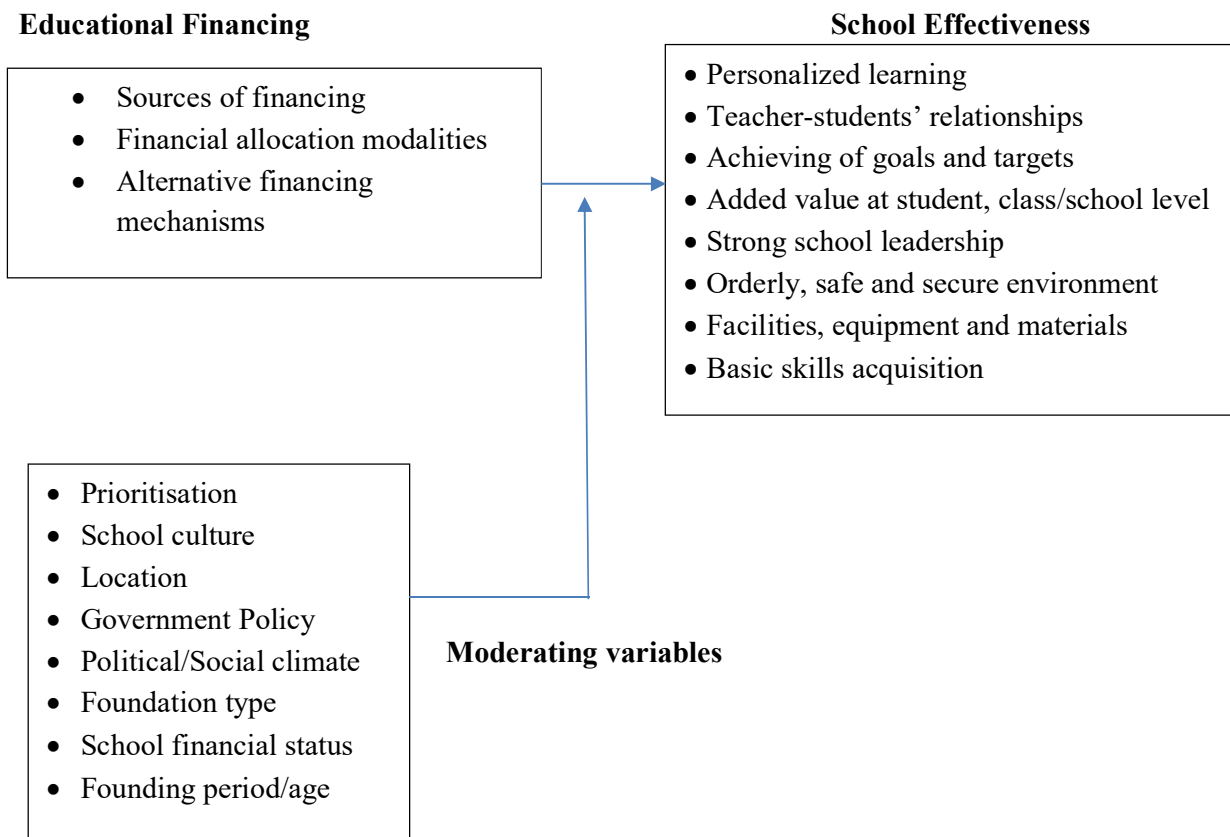 Educational Financing
• Sources of financing
• Financial allocation modalities
• Alternative financing
mechanisms
School Effectiveness
• Personalized learning
• Teacher-students’ relationships
• Achieving of goals and targets
• Added value at student, class/school level
• Strong school leadership
• Orderly, safe and secure environment
• Facilities, equipment and materials
• Basic skills acquisition
• Prioritisation
• School culture
• Location
• Government Policy
• Political/Social climate
• Foundation type
• School financial status
• Founding period/age
Moderating variables